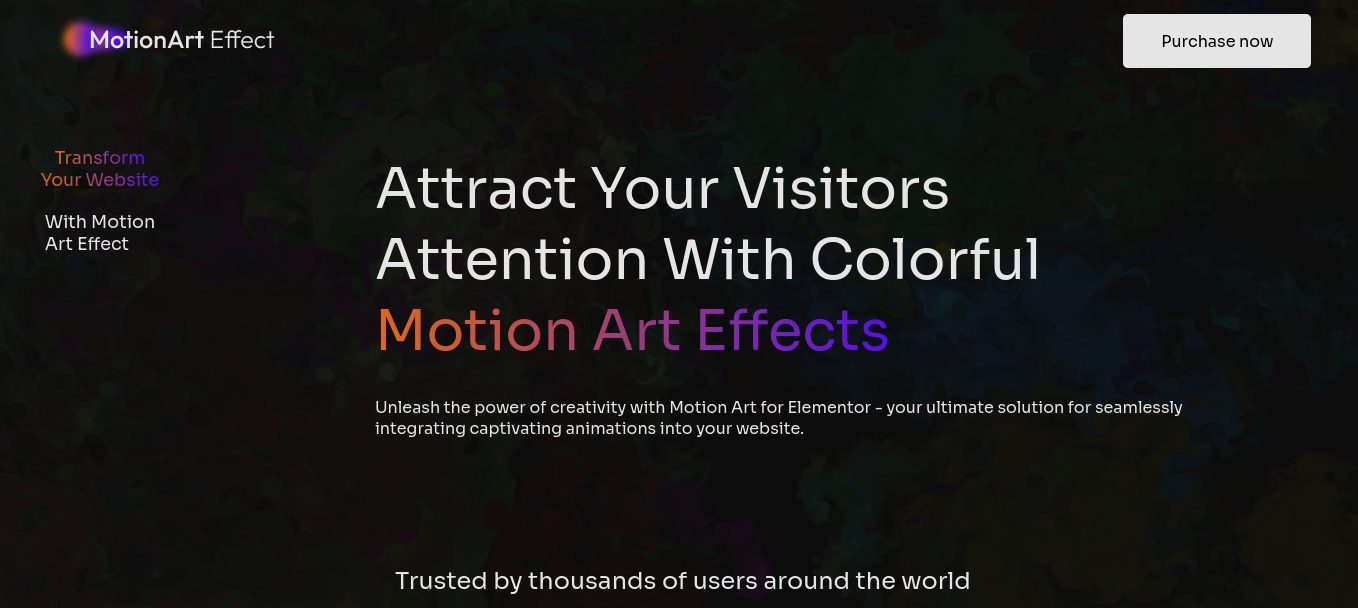 MotionArt Effect
Purchase now
Transform
Your Website
With Motion
Art Effect
Attract Your Visitors
Attention With Colorful
Motion Art Effects
Unleash the power of creativity with Motion Art for Elementor - your ultimate solution for seamlessly
integrating captivating animations into your website.
Trusted by thousands of users around the world